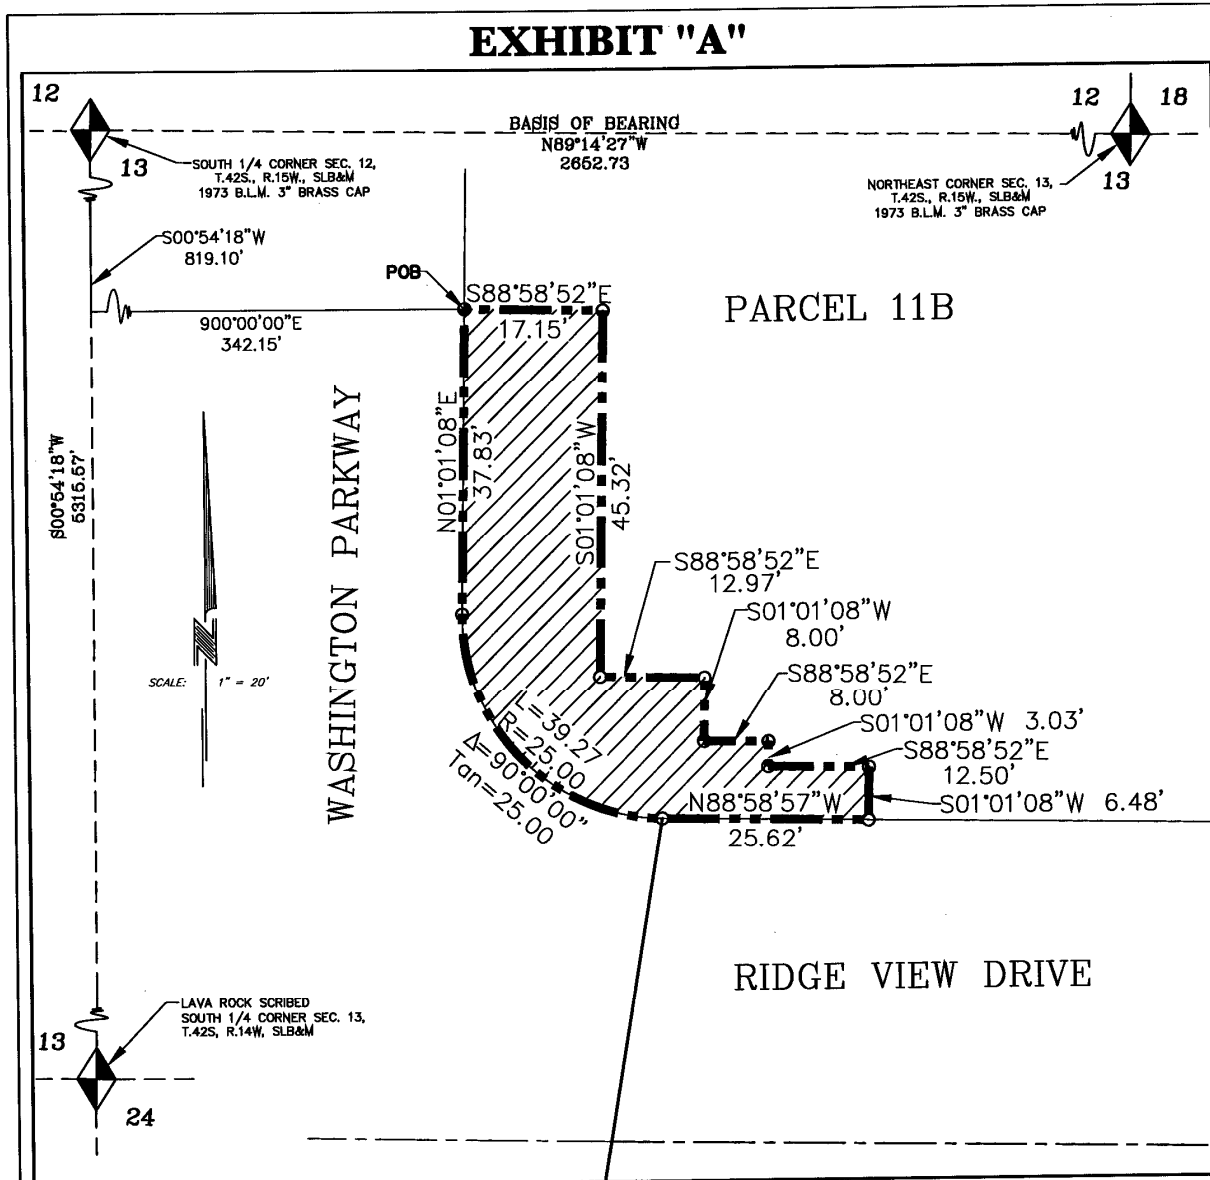 EXHIBIT "A"
12
13
SOUTH 1/4 CORNER SEC. 12,
T.42S., R.15W., SLB&M
1973 B.L.M. 3" BRASS CAP
BASIS OF BEARING
N89°14'27"W
2652.73
12
18
13
NORTHEAST CORNER SEC. 13,
T.42S., R.15W., SLB&M
1973 B.L.M. 3" BRASS CAP
S00°54'18"W
819.10'
POB
900°00'00"E
342.15'
S88°58'52"E
17.15'
PARCEL 11B
S00°54'18"W
5315.57'
WASHINGTON PARKWAY
N01°01'08"E
37.83'
S01°01'08"W
45.32'
SCALE: 1" = 20'
S88°58'52"E
12.97'
S01°01'08"W
8.00'
S88°58'52"E
8.00'
S01°01'08"W 3.03'
S88°58'52"E
12.50'
S01°01'08"W 6.48'
L=39.27
R=25.00
Δ=90°00'00"
Tan=25.00
N88°58'57"W
25.62'
RIDGE VIEW DRIVE
LAVA ROCK SCRIBED
SOUTH 1/4 CORNER SEC. 13,
T.42S, R.14W, SLB&M
13
24